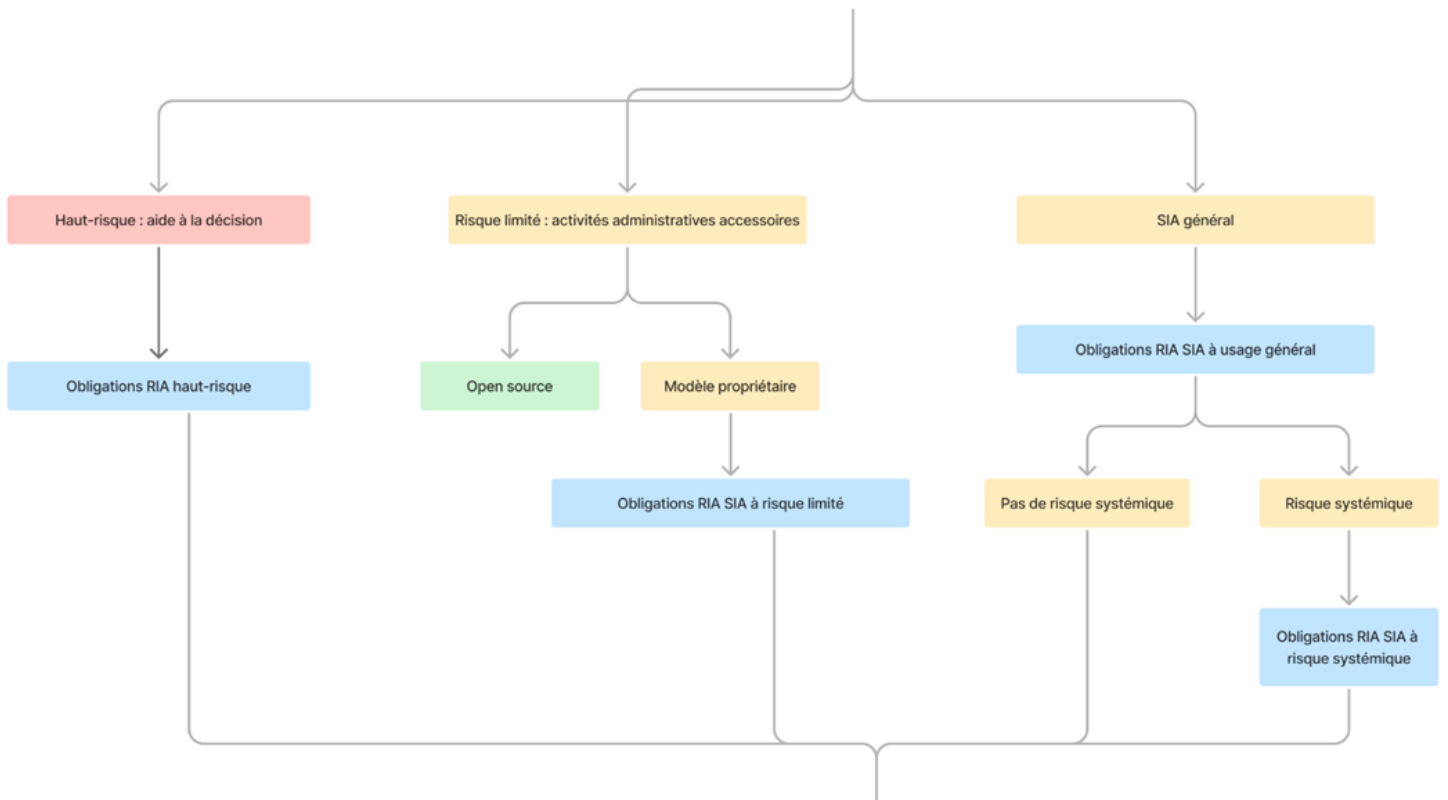 Haut-risque : aide à la décision
Risque limité : activités administratives accessoires
SIA général
Obligations RIA SIA à usage général
Obligations RIA haut-risque
Open source
Modèle propriétaire
Obligations RIA SIA à risque limité
Pas de risque systémique
Risque systémique
Obligations RIA SIA à
risque systémique